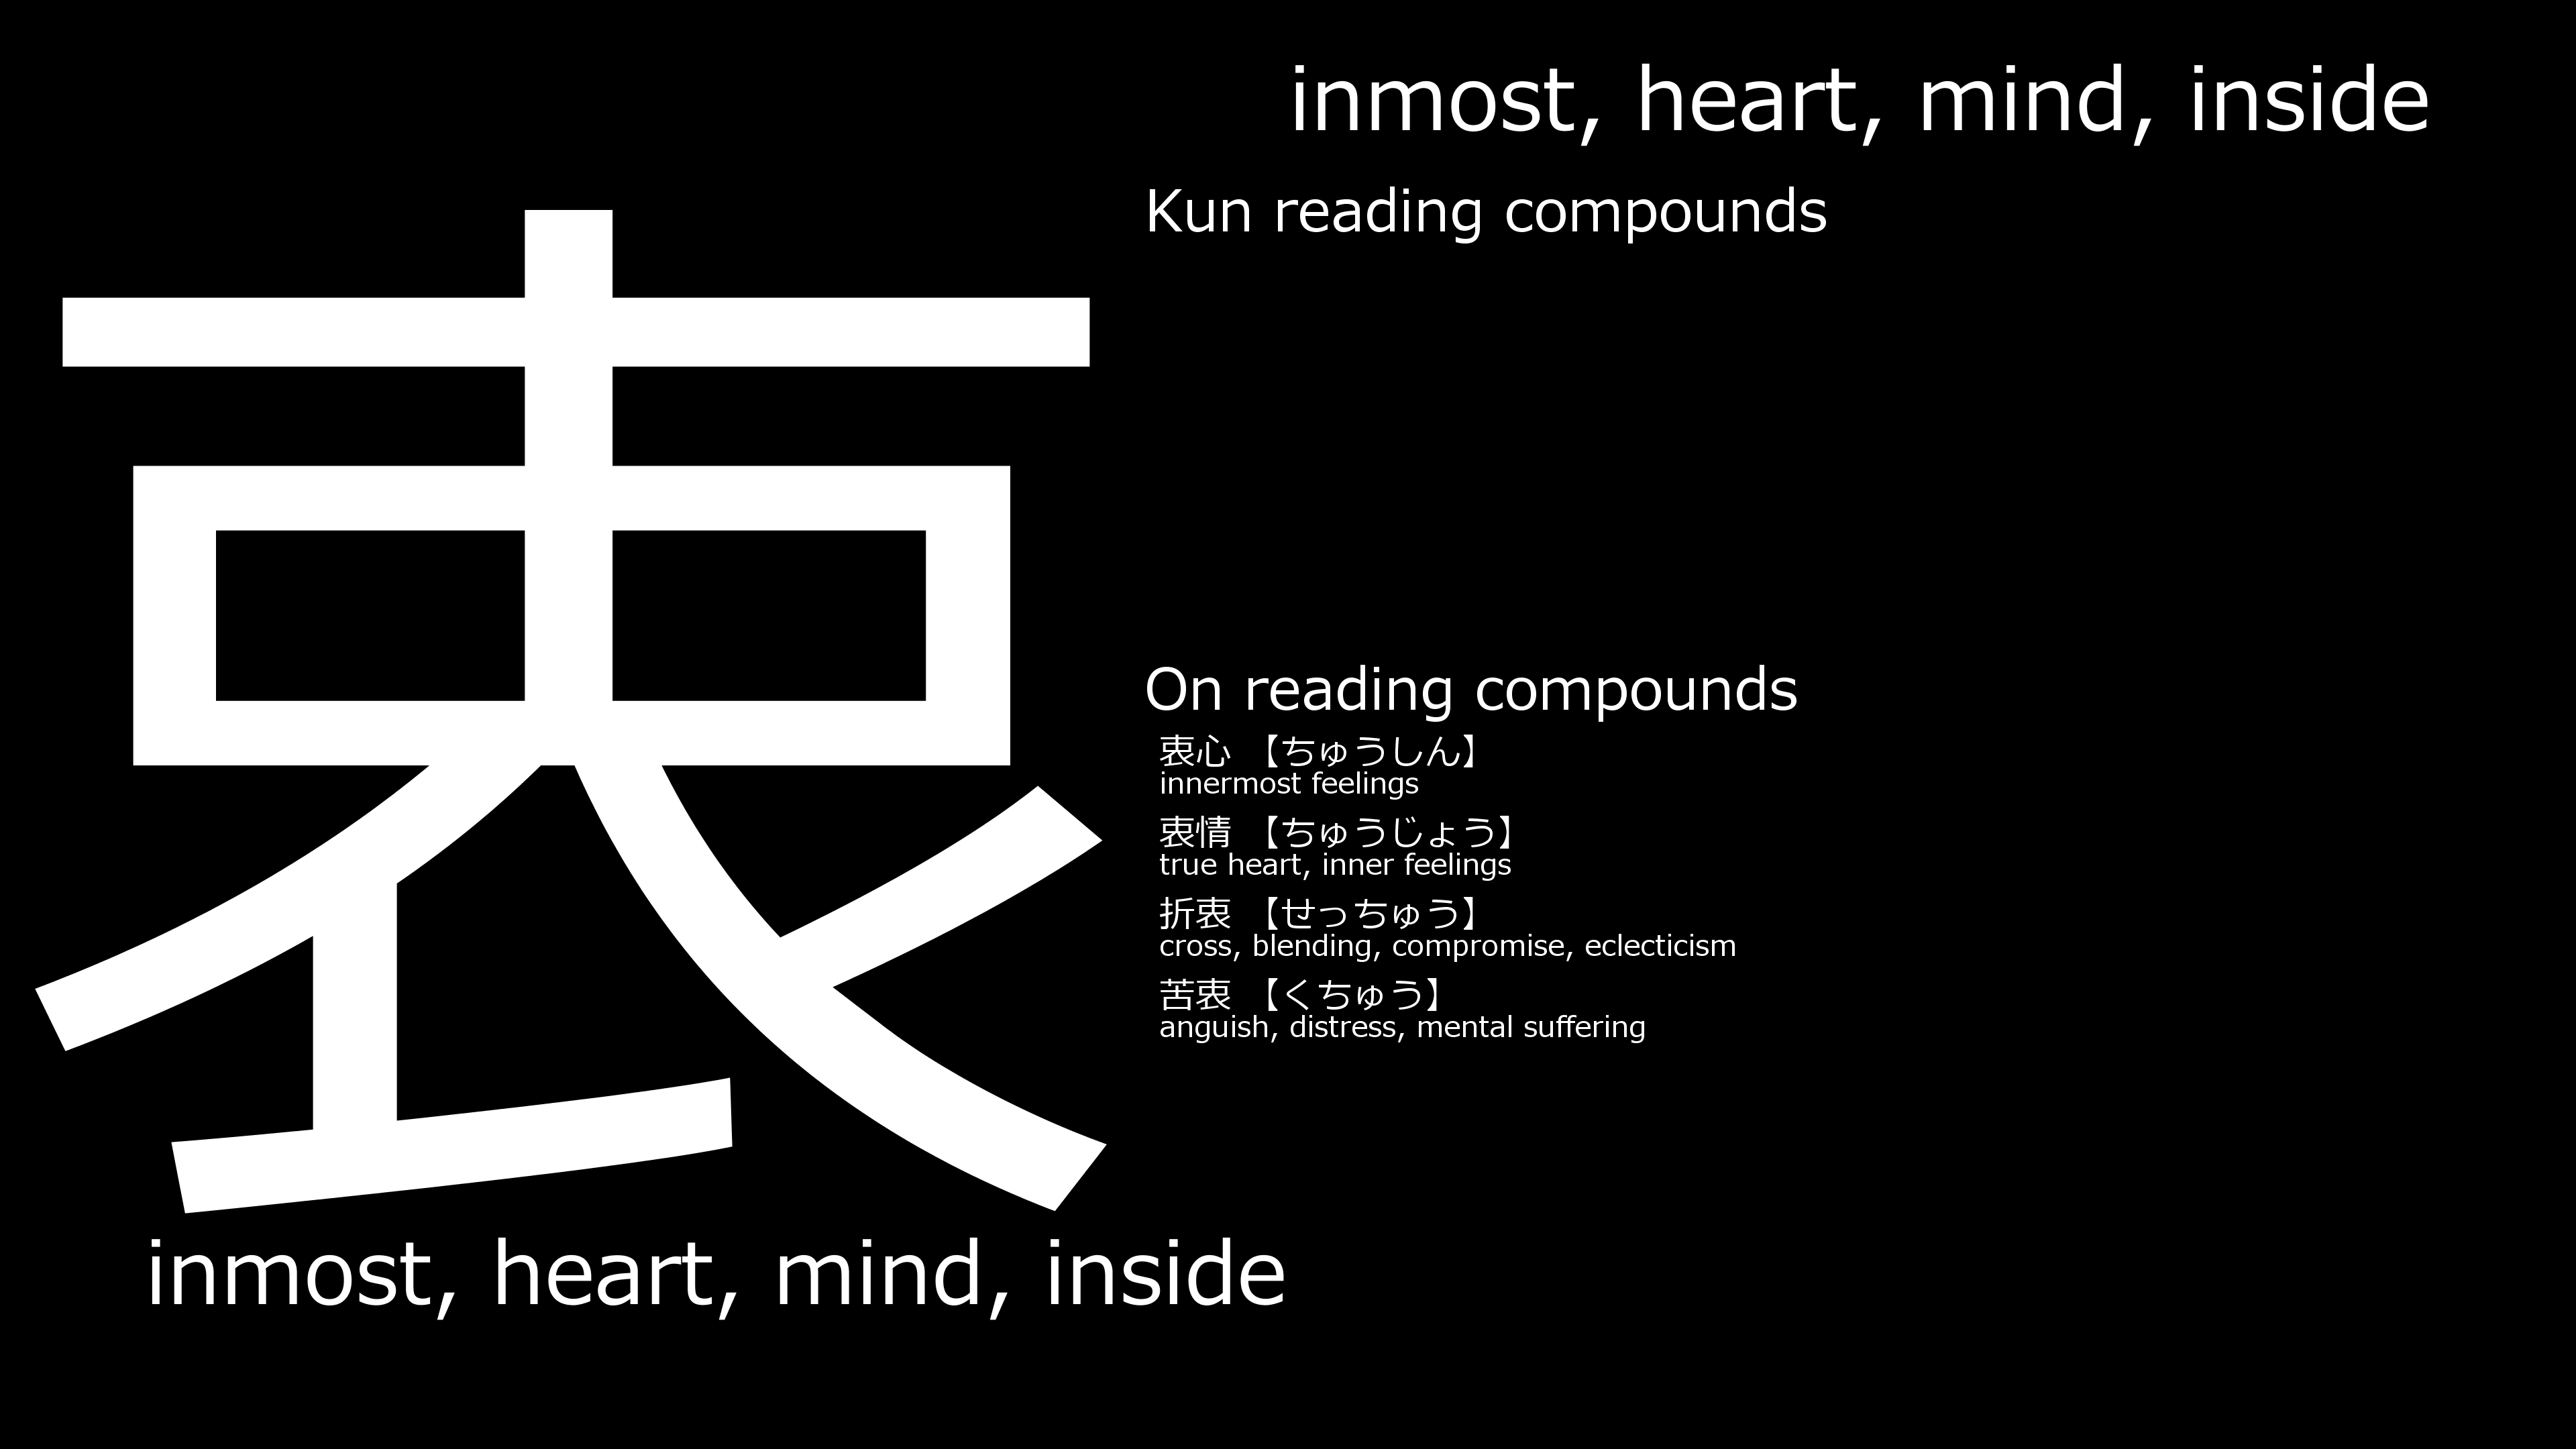 inmost, heart, mind, inside
Kun reading compounds
衷
On reading compounds
衷心 【ちゅうしん】
innermost feelings
衷情 【ちゅうじょう】
true heart, inner feelings
折衷 【せっちゅう】
cross, blending, compromise, eclecticism
苦衷 【くちゅう】
anguish, distress, mental suffering
inmost, heart, mind, inside